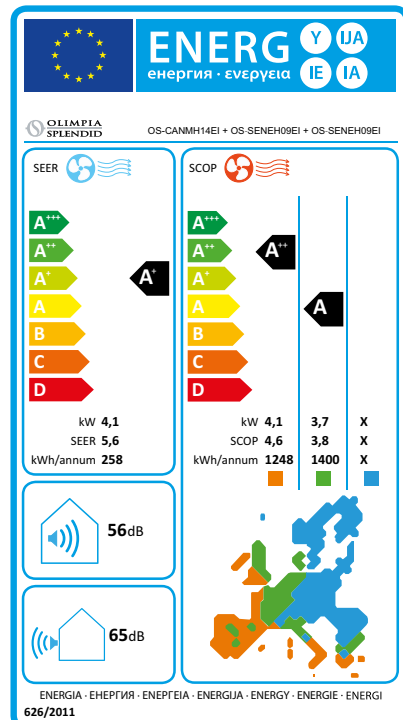 ENERG
Y IJA
IE IA
енергия · ενεργεια
OLIMPIA
SPLENDID
OS-CANMH14EI + OS-SENEH09EI + OS-SENEH09EI
SEER
A+++
A++
A+
A
B
C
D
A+
kW 4,1
SEER 5,6
kWh/annum 258
SCOP
A+++
A++
A+
A
B
C
D
A++
A
kW 4,1 3,7 X
SCOP 4,6 3,8 X
kWh/annum 1248 1400 X
56dB
65dB
ENERGIA · ЕНЕРГИЯ · ΕΝΕΡΓΕΙΑ · ENERGIJA · ENERGY · ENERGIE · ENERGI
626/2011